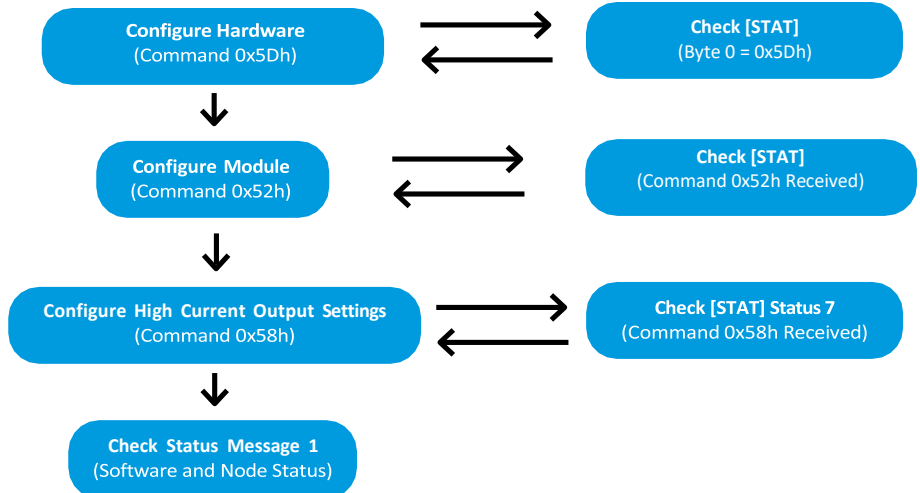 Configure Hardware
(Command 0x5Dh)
Check [STAT]
(Byte 0 = 0x5Dh)
Configure Module
(Command 0x52h)
Check [STAT]
(Command 0x52h Received)
Configure High Current Output Settings
(Command 0x58h)
Check [STAT] Status 7
(Command 0x58h Received)
Check Status Message 1
(Software and Node Status)